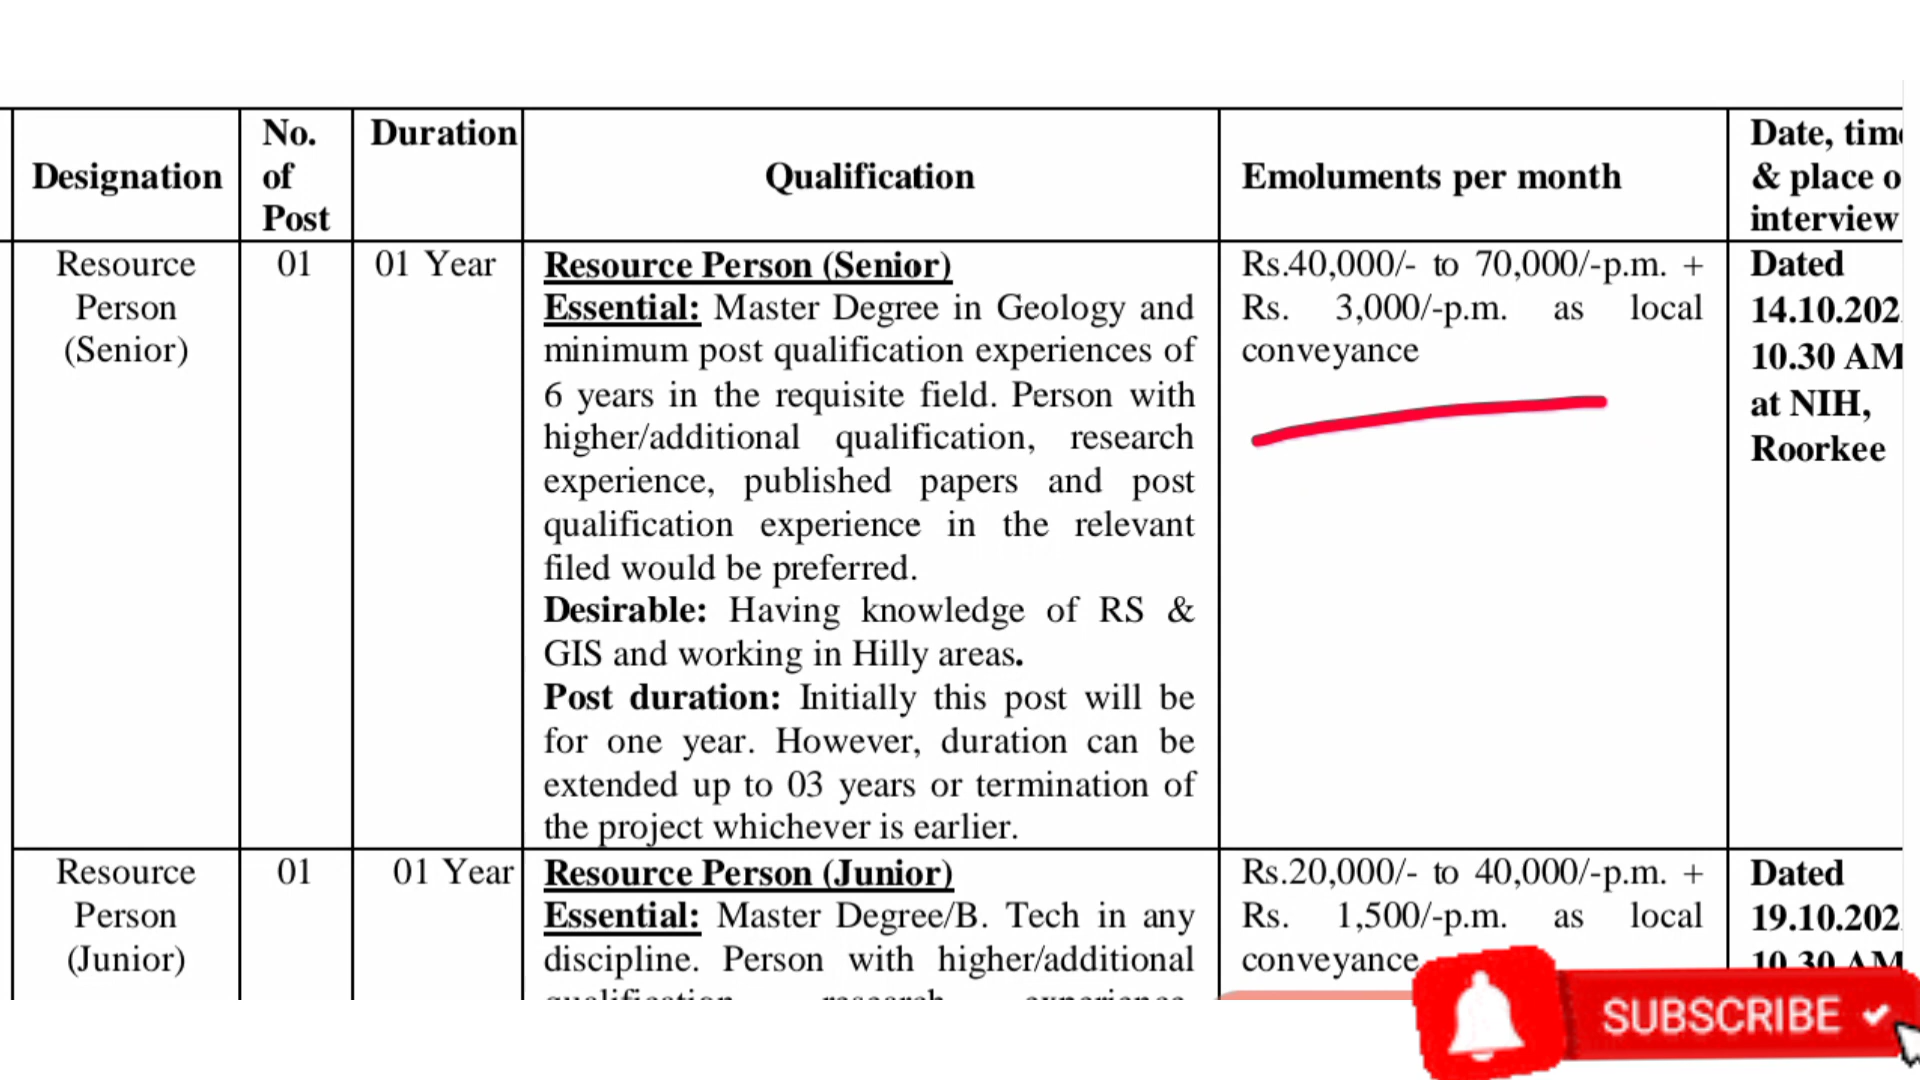 Designation
No.
of
Post
Duration
Qualification
Emoluments per month
Date, time
& place o
interview
Resource
Person
(Senior)
01
01 Year
Resource Person (Senior)
Essential: Master Degree in Geology and
minimum post qualification experiences of
6 years in the requisite field. Person with
higher/additional qualification, research
experience, published papers and post
qualification experience in the relevant
filed would be preferred.
Desirable: Having knowledge of RS &
GIS and working in Hilly areas.
Post duration: Initially this post will be
for one year. However, duration can be
extended up to 03 years or termination of
the project whichever is earlier.
Rs.40,000/- to 70,000/-p.m. +
Rs. 3,000/-p.m. as local
conveyance
Dated
14.10.202
10.30 AM
at NIH,
Roorkee
Resource
Person
(Junior)
01
01 Year
Resource Person (Junior)
Essential: Master Degree/B. Tech in any
discipline. Person with higher/additional
qualification, research experience,
Rs.20,000/- to 40,000/-p.m. +
Rs. 1,500/-p.m. as local
conveyance
Dated
19.10.202
10.30 AM
SUBSCRIBE